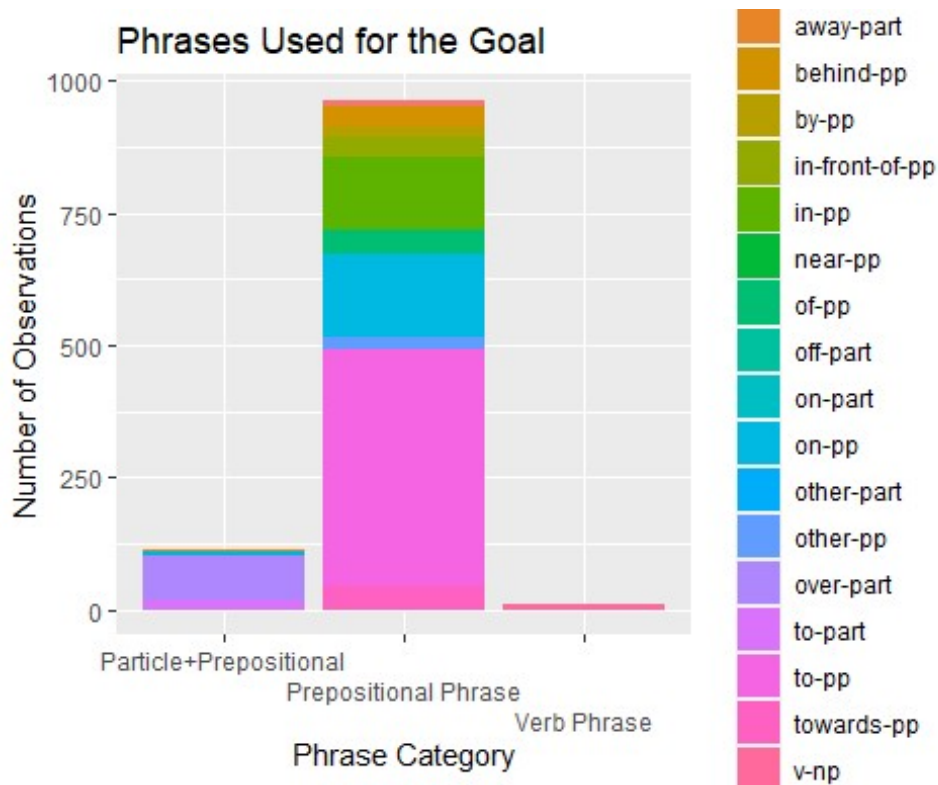 Phrases Used for the Goal
1000
750
500
250
0
Number of Observations
Particle+Prepositional
Prepositional Phrase
Verb Phrase
Phrase Category
away-part
behind-pp
by-pp
in-front-of-pp
in-pp
near-pp
of-pp
off-part
on-part
on-pp
other-part
other-pp
over-part
to-part
to-pp
towards-pp
v-np